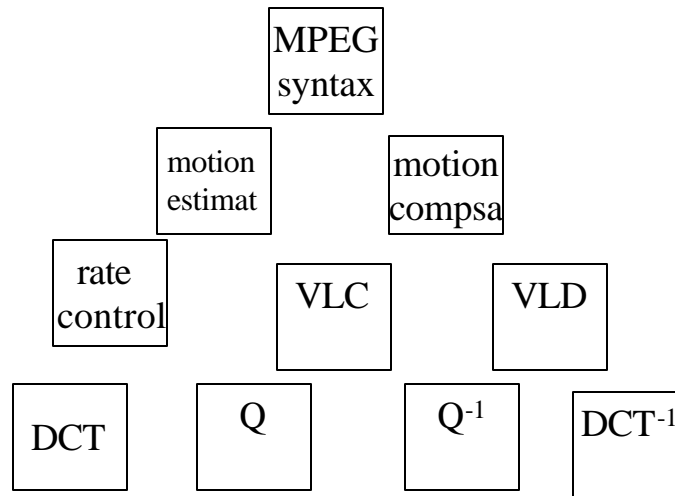 MPEG
syntax
motion
estimat
motion
compsa
rate
control
VLC
VLD
DCT
Q
Q-1
DCT-1